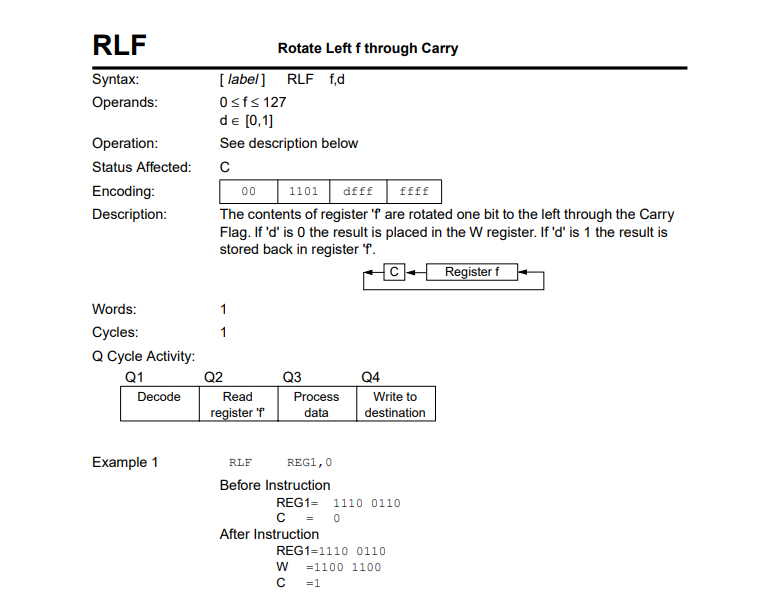 RLF Rotate Left f through Carry
Syntax: [ label ] RLF f,d
Operands: 0 ≤ f ≤ 127
d ∈ [0,1]
Operation: See description below
Status Affected: C
Encoding: 00 1101 dfff ffff
Description: The contents of register 'f' are rotated one bit to the left through the Carry
Flag. If 'd' is 0 the result is placed in the W register. If 'd' is 1 the result is
stored back in register 'f'.
C Register f
Words: 1
Cycles: 1
Q Cycle Activity:
Q1 Q2 Q3 Q4
Decode Read Process Write to
register 'f' data destination
Example 1 RLF REG1,0
Before Instruction
REG1= 1110 0110
C = 0
After Instruction
REG1=1110 0110
W =1100 1100
C =1